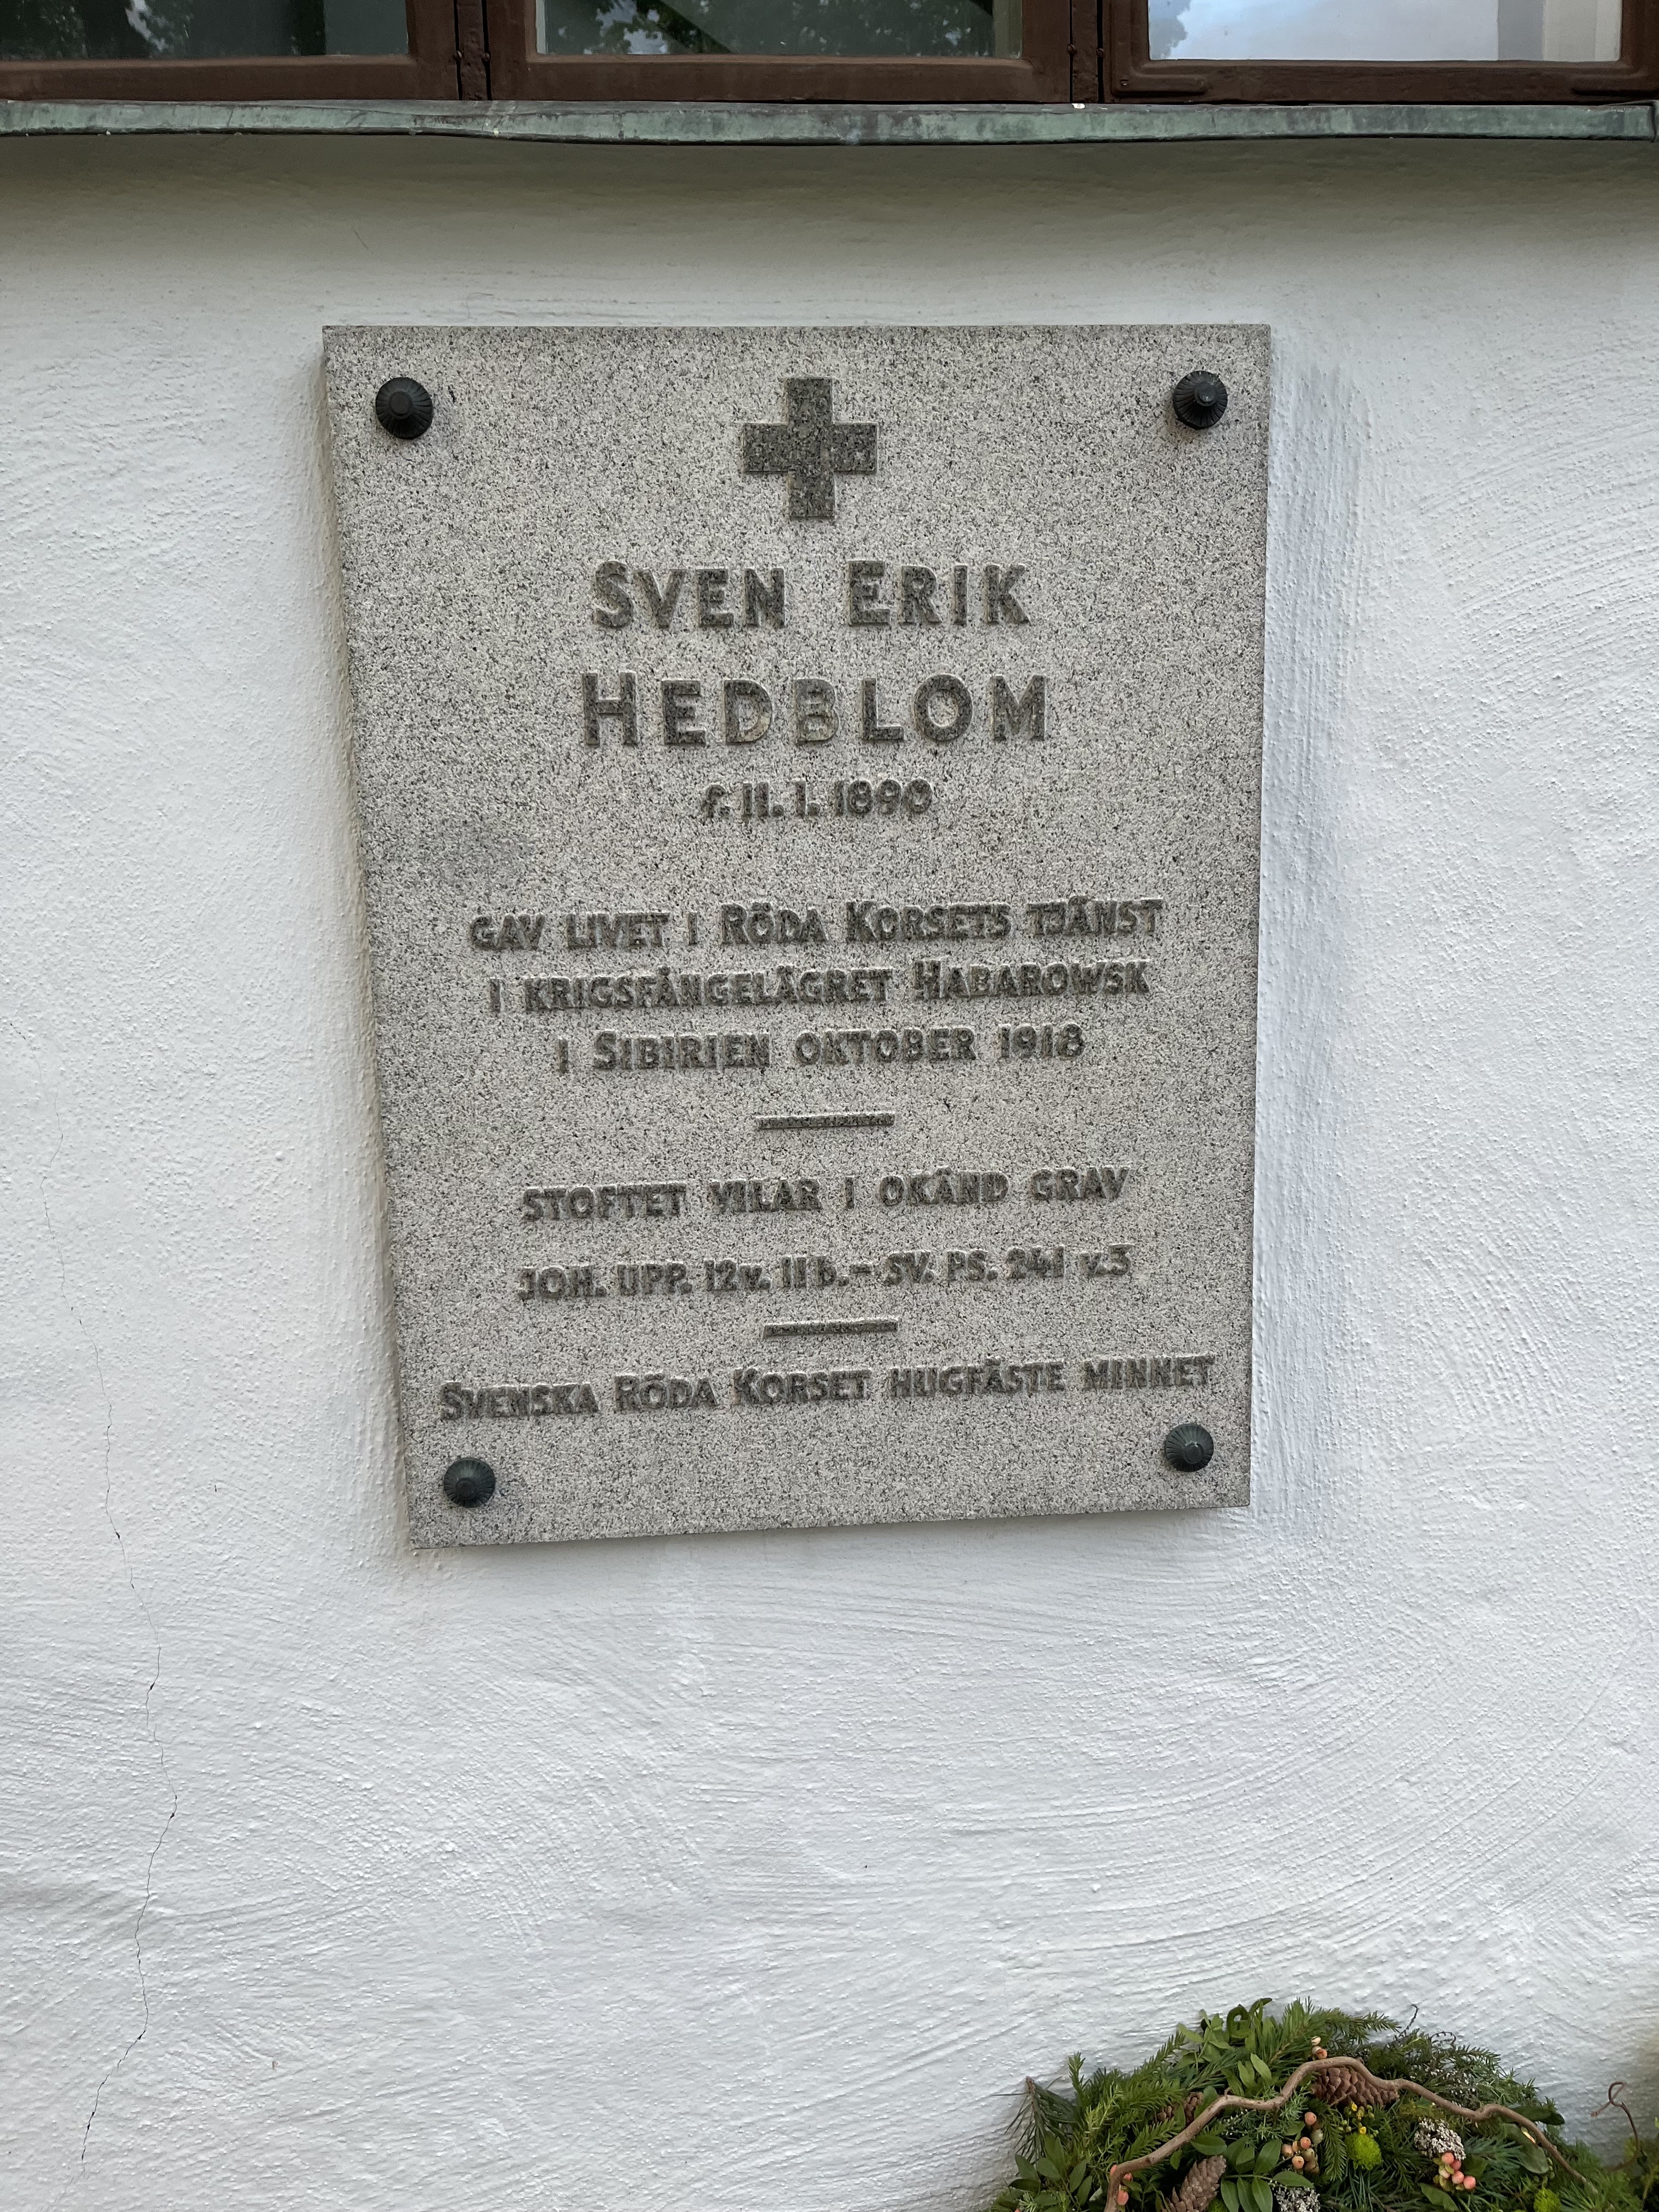 SVEN ERIK
HEDBLOM
f. 11. 1. 1890
GAV LIVET I RÖDA KORSETS TJÄNST
I KRIGSFÅNGELÄGRET HABAROWSK
I SIBIRIEN OKTOBER 1918
STOFTET VILAR I OKÄND GRAV
JOH. UPP. 12 v. 11 b. – SV. PS. 241 v. 3
SVENSKA RÖDA KORSET HUGFÄSTE MINNET